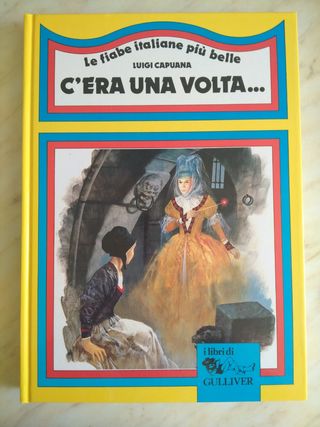 Le fiabe italiane più belle
LUIGI CAPUANA
C'ERA UNA VOLTA...
i libri di
GULLIVER